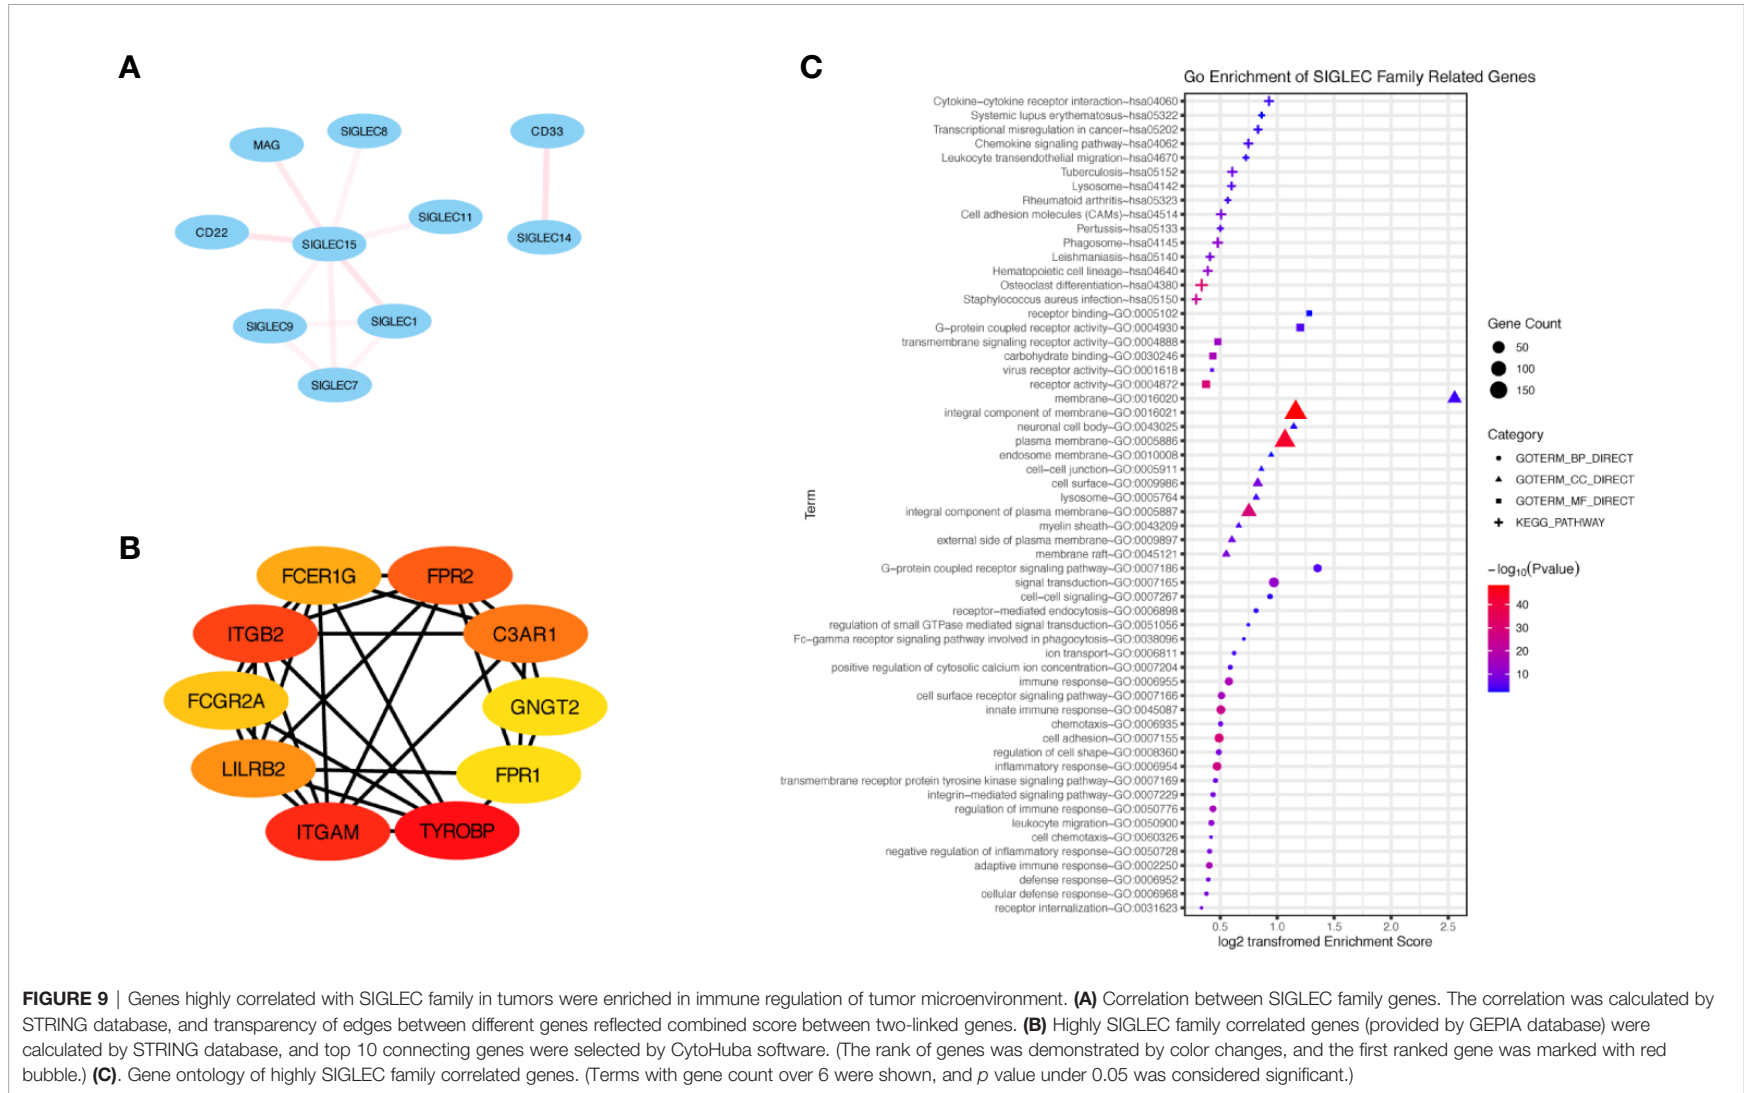 A
MAG
SIGLEC8
CD33
CD22
SIGLEC11
SIGLEC15
SIGLEC14
SIGLEC9
SIGLEC1
SIGLEC7
B
FCER1G
FPR2
ITGB2
C3AR1
FCGR2A
GNGT2
LILRB2
FPR1
ITGAM
TYROBP
C
Go Enrichment of SIGLEC Family Related Genes
Term
Cytokine−cytokine receptor interaction~hsa04060
Systemic lupus erythematosus~hsa05322
Transcriptional misregulation in cancer~hsa05202
Chemokine signaling pathway~hsa04062
Leukocyte transendothelial migration~hsa04670
Tuberculosis~hsa05152
Lysosome~hsa04142
Rheumatoid arthritis~hsa05323
Cell adhesion molecules (CAMs)~hsa04514
Pertussis~hsa05133
Phagosome~hsa04145
Leishmaniasis~hsa05140
Hematopoietic cell lineage~hsa04640
Osteoclast differentiation~hsa04380
Staphylococcus aureus infection~hsa05150
receptor binding~GO:0005102
G−protein coupled receptor activity~GO:0004930
transmembrane signaling receptor activity~GO:0004888
carbohydrate binding~GO:0030246
virus receptor activity~GO:0001618
receptor activity~GO:0004872
membrane~GO:0016020
integral component of membrane~GO:0016021
neuronal cell body~GO:0043025
plasma membrane~GO:0005886
endosome membrane~GO:0010008
cell−cell junction~GO:0005911
cell surface~GO:0009986
lysosome~GO:0005764
integral component of plasma membrane~GO:0005887
myelin sheath~GO:0043209
external side of plasma membrane~GO:0009897
membrane raft~GO:0045121
G−protein coupled receptor signaling pathway~GO:0007186
signal transduction~GO:0007165
cell−cell signaling~GO:0007267
receptor−mediated endocytosis~GO:0006898
regulation of small GTPase mediated signal transduction~GO:0051056
Fc−gamma receptor signaling pathway involved in phagocytosis~GO:0038096
ion transport~GO:0006811
positive regulation of cytosolic calcium ion concentration~GO:0007204
immune response~GO:0006955
cell surface receptor signaling pathway~GO:0007166
innate immune response~GO:0045087
chemotaxis~GO:0006935
cell adhesion~GO:0007155
regulation of cell shape~GO:0008360
inflammatory response~GO:0006954
transmembrane receptor protein tyrosine kinase signaling pathway~GO:0007169
integrin−mediated signaling pathway~GO:0007229
regulation of immune response~GO:0050776
leukocyte migration~GO:0050900
cell chemotaxis~GO:0060326
negative regulation of inflammatory response~GO:0050728
adaptive immune response~GO:0002250
defense response~GO:0006952
cellular defense response~GO:0006968
receptor internalization~GO:0031623
0.5 1.0 1.5 2.0 2.5
log2 transfromed Enrichment Score
Gene Count
50
100
150
Category
GOTERM_BP_DIRECT
GOTERM_CC_DIRECT
GOTERM_MF_DIRECT
KEGG_PATHWAY
−log10(Pvalue)
40
30
20
10
FIGURE 9 | Genes highly correlated with SIGLEC family in tumors were enriched in immune regulation of tumor microenvironment. (A) Correlation between SIGLEC family genes. The correlation was calculated by
STRING database, and transparency of edges between different genes reflected combined score between two-linked genes. (B) Highly SIGLEC family correlated genes (provided by GEPIA database) were
calculated by STRING database, and top 10 connecting genes were selected by CytoHuba software. (The rank of genes was demonstrated by color changes, and the first ranked gene was marked with red
bubble.) (C). Gene ontology of highly SIGLEC family correlated genes. (Terms with gene count over 6 were shown, and p value under 0.05 was considered significant.)